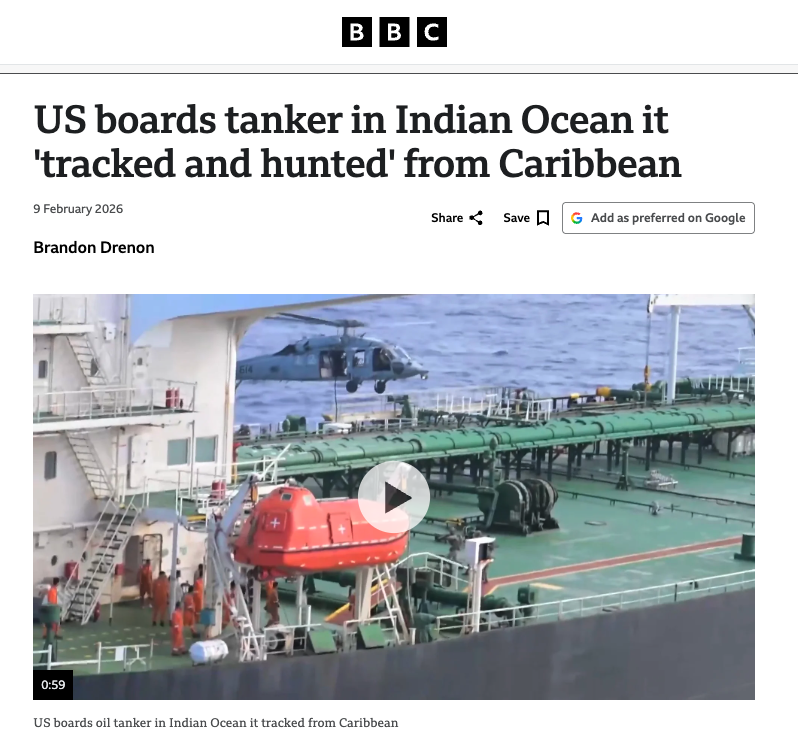 BBC
US boards tanker in Indian Ocean it
'tracked and hunted' from Caribbean
9 February 2026
Share
Save
Add as preferred on Google
Brandon Drenon
614
0:59
US boards oil tanker in Indian Ocean it tracked from Caribbean